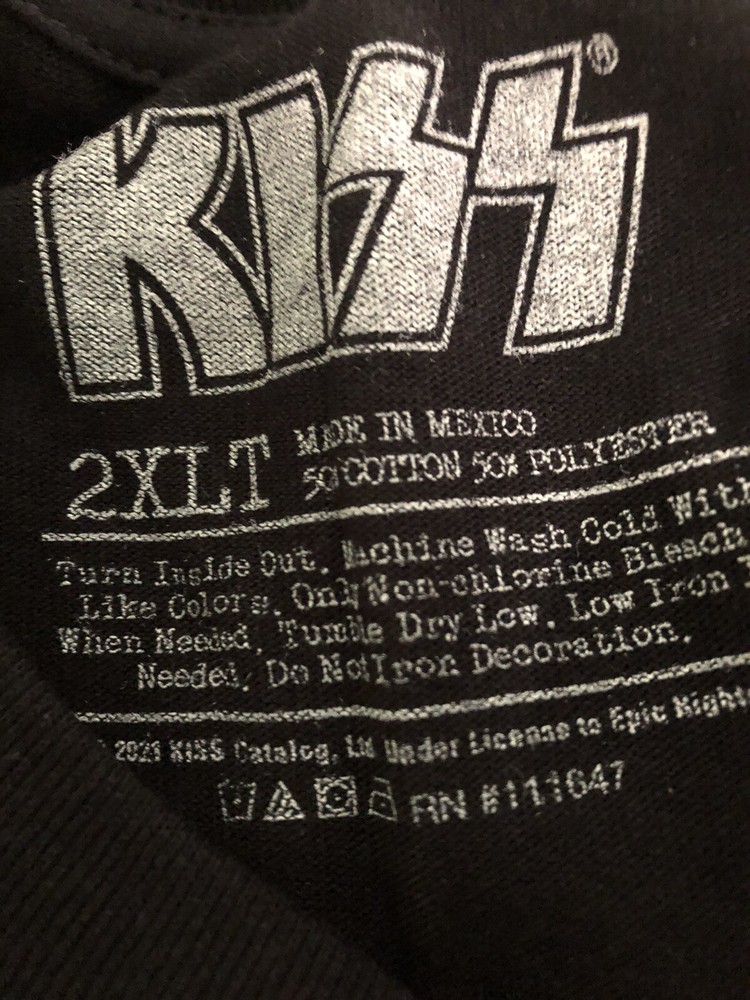 KISS®
2XLT MADE IN MEXICO
50% COTTON 50% POLYESTER
Turn Inside Out. Machine Wash Cold With
Like Colors. Only Non-chlorine Bleach
When Needed, Tumble Dry Low. Low Iron
Needed, Do Not Iron Decoration.
2021 KISS Catalog, Ltd Under License to Epic Right
RN #111647